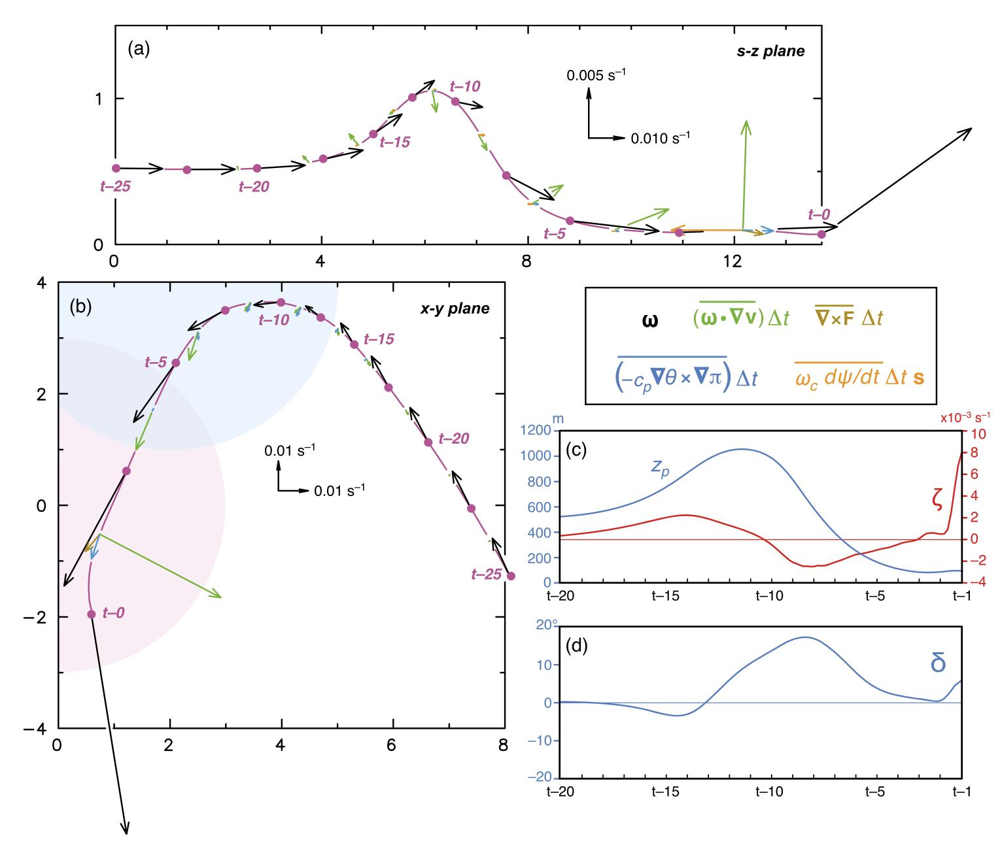 (a)
s-z plane
0.005 s⁻¹
0.010 s⁻¹
t–25
t–20
t–15
t–10
t–5
t–0
1
0
0
4
8
12
(b)
x-y plane
4
2
0
−2
−4
t–10
t–15
t–5
t–20
0.01 s⁻¹
0.01 s⁻¹
t–25
t–0
0
2
4
6
8
ω
(ω•∇v) Δt
∇×F Δt
(-cₚ∇θ × ∇π) Δt
ω_c dψ/dt Δt s
m
x10⁻³ s⁻¹
(c)
z_p
ζ
1200
1000
800
600
400
200
0
10
8
6
4
2
0
−2
−4
t–20
t–15
t–10
t–5
t–1
(d)
δ
20°
10
0
−10
−20
t–20
t–15
t–10
t–5
t–1